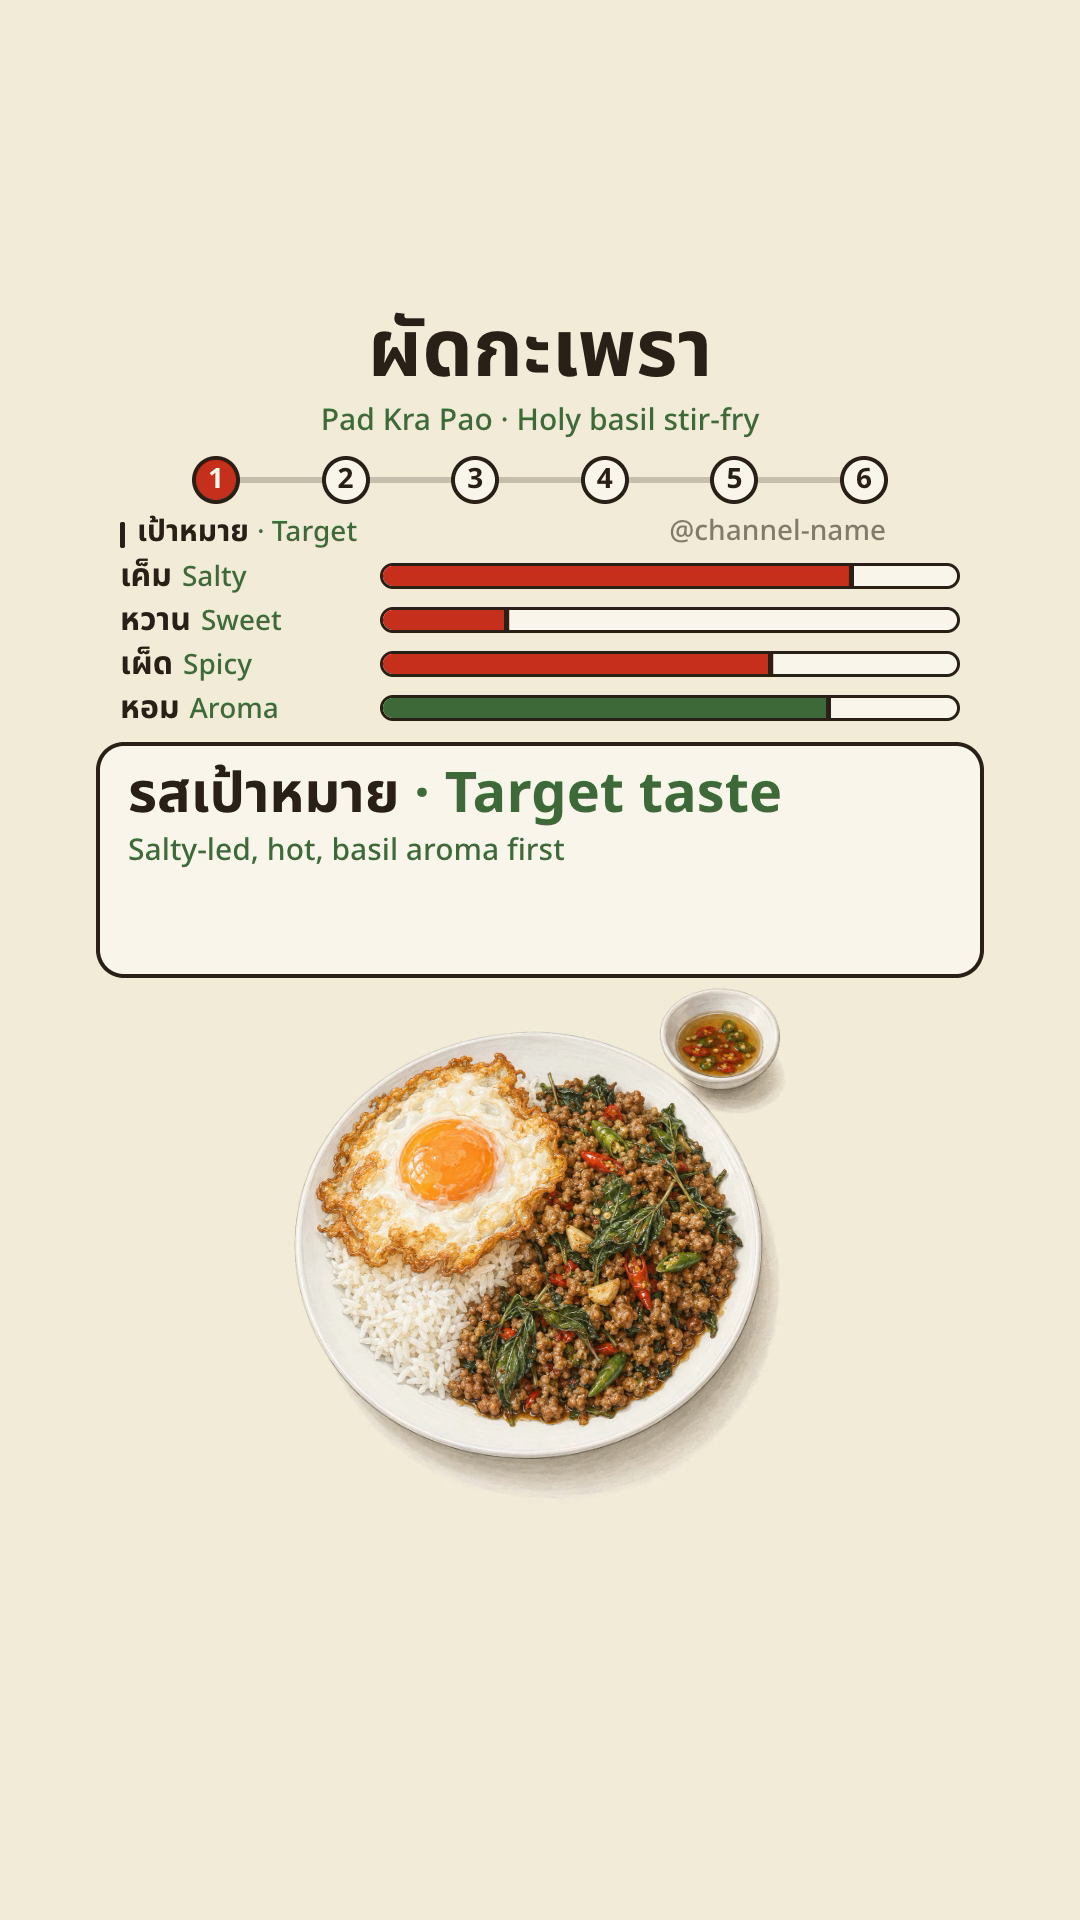 ผัดกะเพรา
Pad Kra Pao · Holy basil stir-fry
1 2 3 4 5 6
เป้าหมาย · Target @channel-name
เค็ม Salty
หวาน Sweet
เผ็ด Spicy
หอม Aroma
รสเป้าหมาย · Target taste
Salty-led, hot, basil aroma first